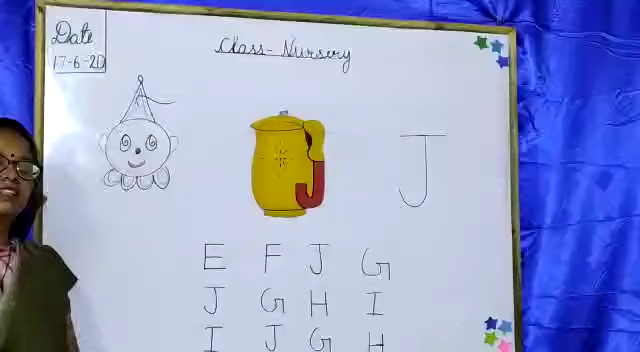 Date
17-6-20
Class- Nursery
J
J
E F J G
J G H I
I J G H